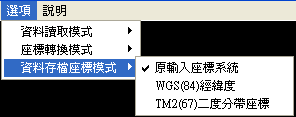 選項 說明
資料讀取模式
座標轉換模式
資料存檔座標模式
原輸入座標系統
WGS(84)經緯度
TM2(67)二度分帶座標